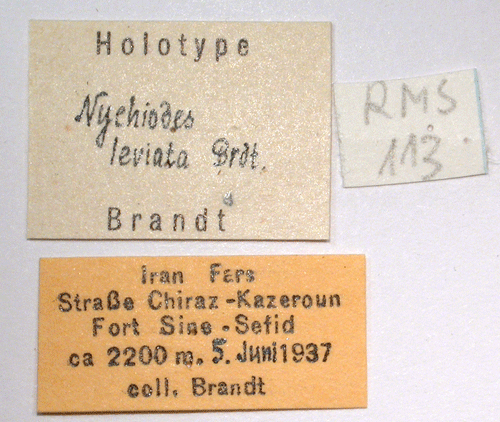 Holotype
Nychiodes
leviata Brdt.
Brandt
RMS
113
Iran Fars
Straße Chiraz-Kazeroun
Fort Sine-Sefid
ca 2200 m. 5. Juni 1937
coll. Brandt